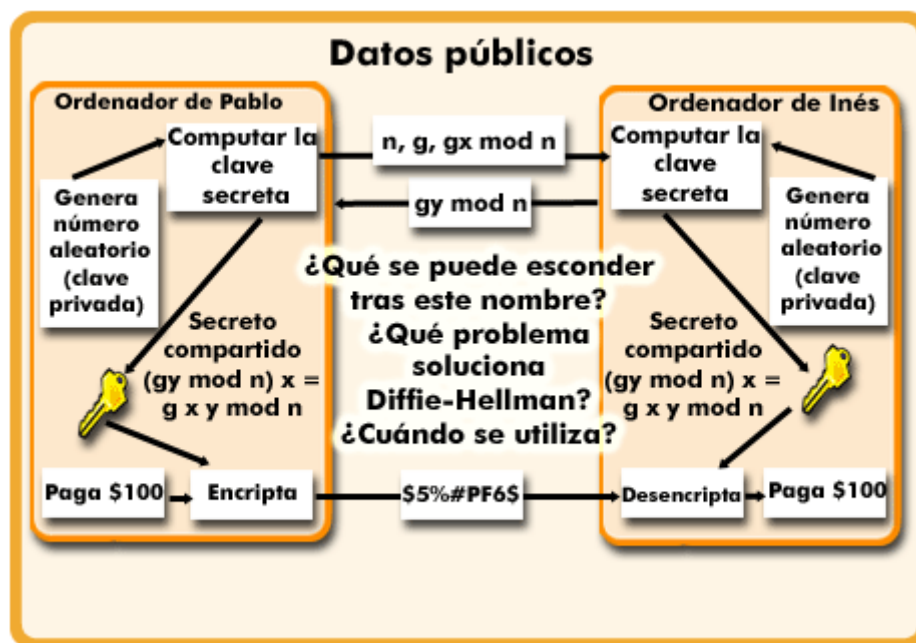 Datos públicos
Ordenador de Pablo
Computar la
clave
secreta
Genera
número
aleatorio
(clave
privada)
Secreto
compartido
(gy mod n) x =
g x y mod n
Paga $100
Encripta
n, g, gx mod n
gy mod n
¿Qué se puede esconder
tras este nombre?
¿Qué problema
soluciona
Diffie-Hellman?
¿Cuándo se utiliza?
$5%#PF6$
Ordenador de Inés
Computar la
clave
secreta
Genera
número
aleatorio
(clave
privada)
Secreto
compartido
(gy mod n) x =
g x y mod n
Desencripta
Paga $100